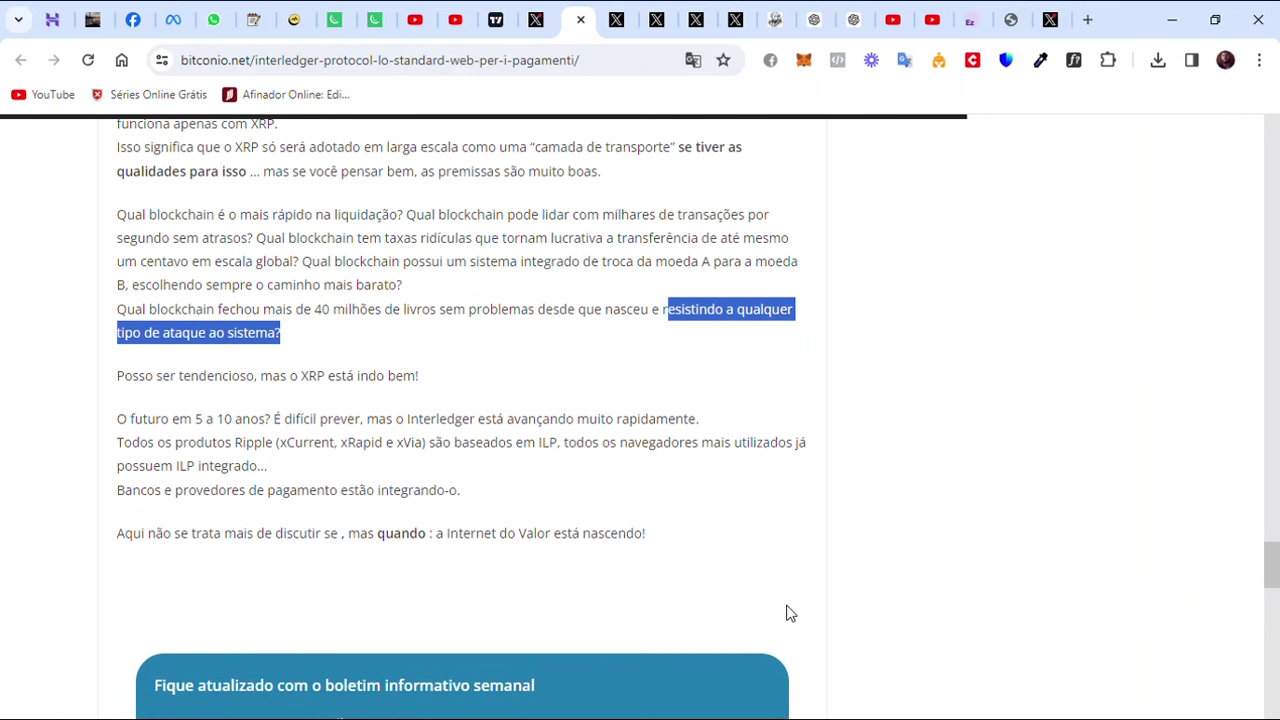 bitconio.net/interledger-protocol-lo-standard-web-per-i-pagamenti/
YouTube
Séries Online Grátis
Afinador Online: Edi...
funciona apenas com XRP.
Isso significa que o XRP só será adotado em larga escala como uma “camada de transporte” se tiver as
qualidades para isso ... mas se você pensar bem, as premissas são muito boas.
Qual blockchain é o mais rápido na liquidação? Qual blockchain pode lidar com milhares de transações por
segundo sem atrasos? Qual blockchain tem taxas ridículas que tornam lucrativa a transferência de até mesmo
um centavo em escala global? Qual blockchain possui um sistema integrado de troca da moeda A para a moeda
B, escolhendo sempre o caminho mais barato?
Qual blockchain fechou mais de 40 milhões de livros sem problemas desde que nasceu e resistindo a qualquer
tipo de ataque ao sistema?
Posso ser tendencioso, mas o XRP está indo bem!
O futuro em 5 a 10 anos? É difícil prever, mas o Interledger está avançando muito rapidamente.
Todos os produtos Ripple (xCurrent, xRapid e xVia) são baseados em ILP, todos os navegadores mais utilizados já
possuem ILP integrado...
Bancos e provedores de pagamento estão integrando-o.
Aqui não se trata mais de discutir se , mas quando : a Internet do Valor está nascendo!
Fique atualizado com o boletim informativo semanal